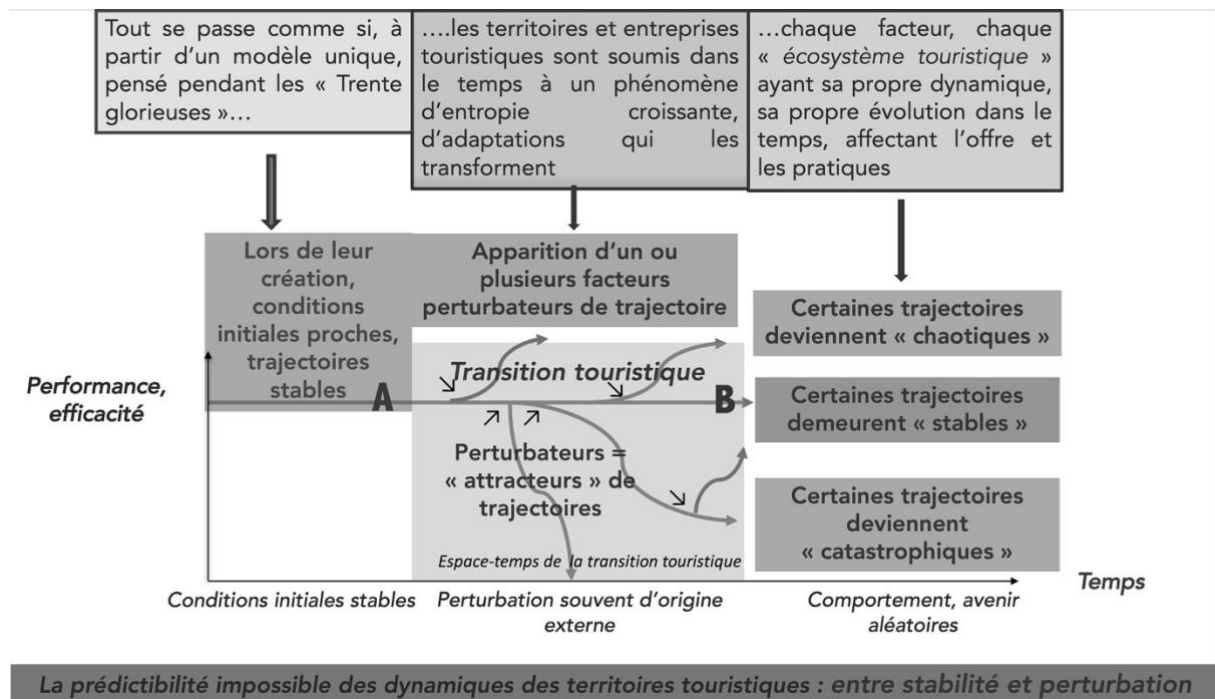 Tout se passe comme si, à
partir d'un modèle unique,
pensé pendant les « Trente
glorieuses »…
….les territoires et entreprises
touristiques sont soumis dans
le temps à un phénomène
d'entropie croissante,
d'adaptations qui les
transforment
…chaque facteur, chaque
« écosystème touristique »
ayant sa propre dynamique,
sa propre évolution dans le
temps, affectant l'offre et
les pratiques
Lors de leur
création,
conditions
initiales proches,
trajectoires
stables
Apparition d'un ou
plusieurs facteurs
perturbateurs de trajectoire
Certaines trajectoires
deviennent « chaotiques »
Performance,
efficacité
Transition touristique
A
B
Certaines trajectoires
demeurent « stables »
Perturbateurs =
« attracteurs » de
trajectoires
Certaines trajectoires
deviennent
« catastrophiques »
Espace-temps de la transition touristique
Temps
Conditions initiales stables
Perturbation souvent d'origine
externe
Comportement, avenir
aléatoires
La prédictibilité impossible des dynamiques des territoires touristiques : entre stabilité et perturbation